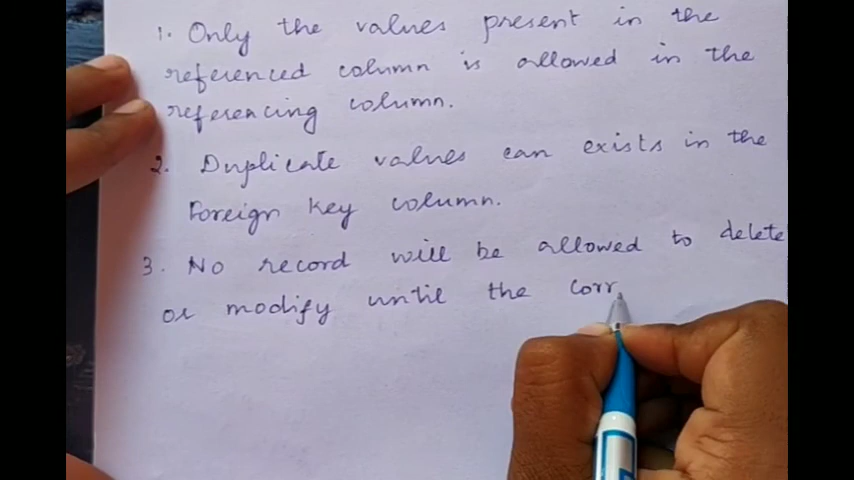 1. Only the values present in the
referenced column is allowed in the
referencing column.
2. Duplicate values can exists in the
Foreign key column.
3. No record will be allowed to delete
or modify until the corr